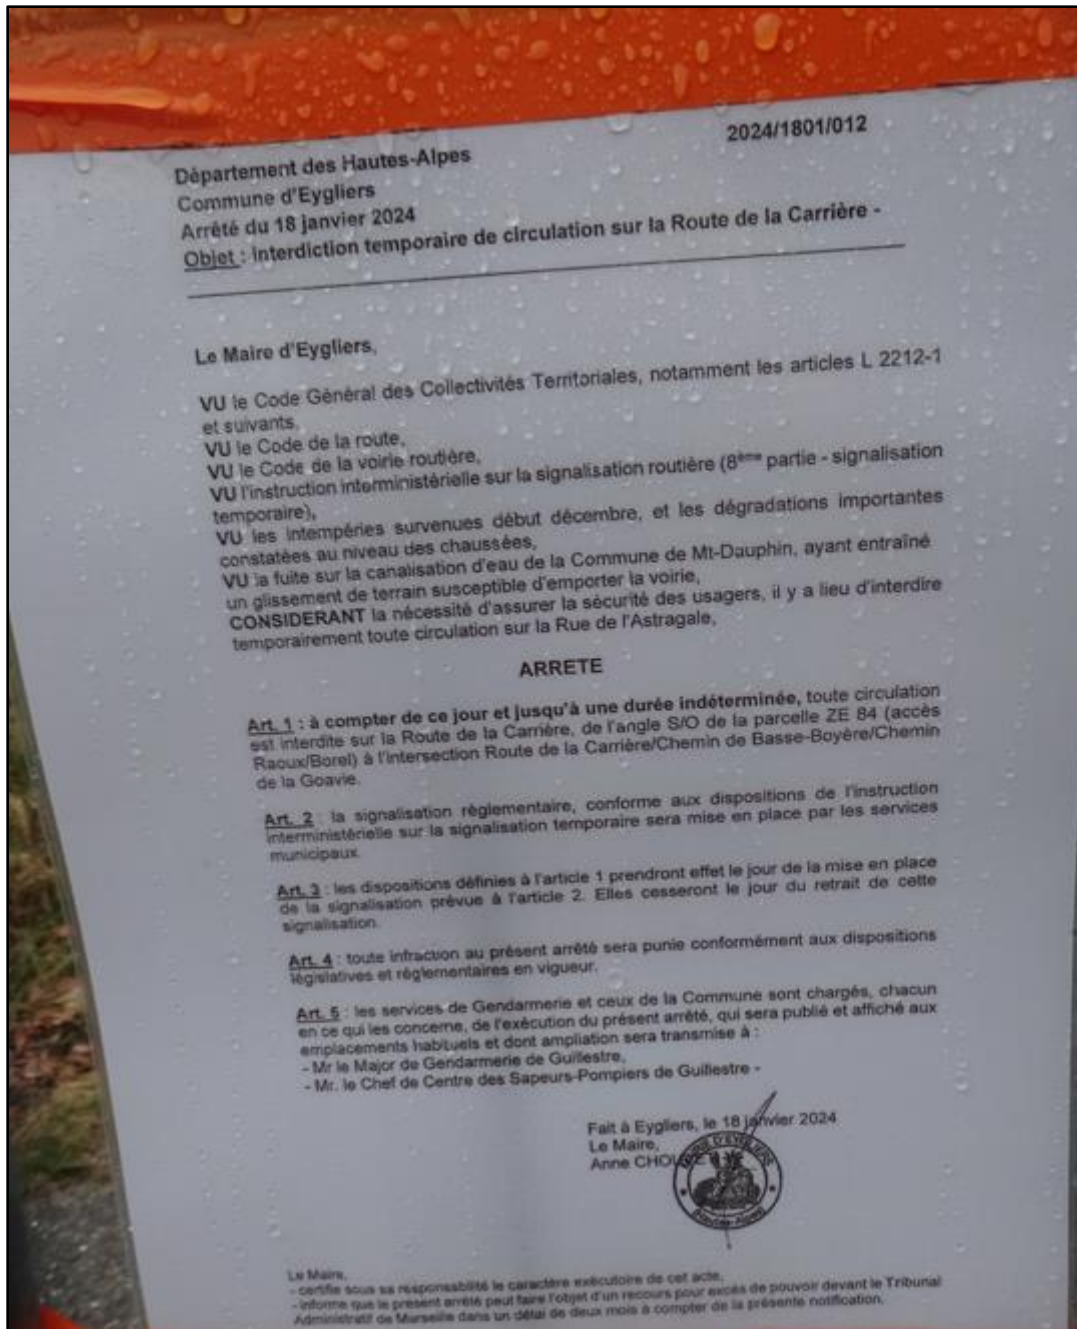 2024/1801/012
Département des Hautes-Alpes
Commune d'Eygliers
Arrêté du 18 janvier 2024
Objet : Interdiction temporaire de circulation sur la Route de la Carrière -
Le Maire d'Eygliers,
VU le Code Général des Collectivités Territoriales, notamment les articles L 2212-1
et suivants,
VU le Code de la route,
VU le Code de la voirie routière,
VU l'instruction interministérielle sur la signalisation routière (8ème partie - signalisation
temporaire),
VU les intempéries survenues début décembre, et les dégradations importantes
constatées au niveau des chaussées,
VU la fuite sur la canalisation d'eau de la Commune de Mt-Dauphin, ayant entraîné
un glissement de terrain susceptible d'emporter la voirie,
CONSIDERANT la nécessité d'assurer la sécurité des usagers, il y a lieu d'interdire
temporairement toute circulation sur la Rue de l'Astragale,
ARRETE
Art. 1 : à compter de ce jour et jusqu'à une durée indéterminée, toute circulation
est interdite sur la Route de la Carrière, de l'angle S/O de la parcelle ZE 84 (accès
Raoux/Borel) à l'intersection Route de la Carrière/Chemin de Basse-Boyère/Chemin
de la Goavie.
Art. 2 : la signalisation règlementaire, conforme aux dispositions de l'instruction
interministérielle sur la signalisation temporaire sera mise en place par les services
municipaux.
Art. 3 : les dispositions définies à l'article 1 prendront effet le jour de la mise en place
de la signalisation prévue à l'article 2. Elles cesseront le jour du retrait de cette
signalisation.
Art. 4 : toute infraction au présent arrêté sera punie conformément aux dispositions
législatives et réglementaires en vigueur.
Art. 5 : les services de Gendarmerie et ceux de la Commune sont chargés, chacun
en ce qui les concerne, de l'exécution du présent arrêté, qui sera publié et affiché aux
emplacements habituels et dont ampliation sera transmise à :
- Mr le Major de Gendarmerie de Guillestre,
- Mr. le Chef de Centre des Sapeurs-Pompiers de Guillestre -
Fait à Eygliers, le 18 janvier 2024
Le Maire,
Anne
MAIRIE D'EYGLIERS
(Hautes-Alpes)
Le Maire,
- certifie sous sa responsabilité le caractère exécutoire de cet acte,
- informe que le présent arrêté peut faire l'objet d'un recours pour excès de pouvoir devant le Tribunal
Administratif de Marseille dans un délai de deux mois à compter de la présente notification.